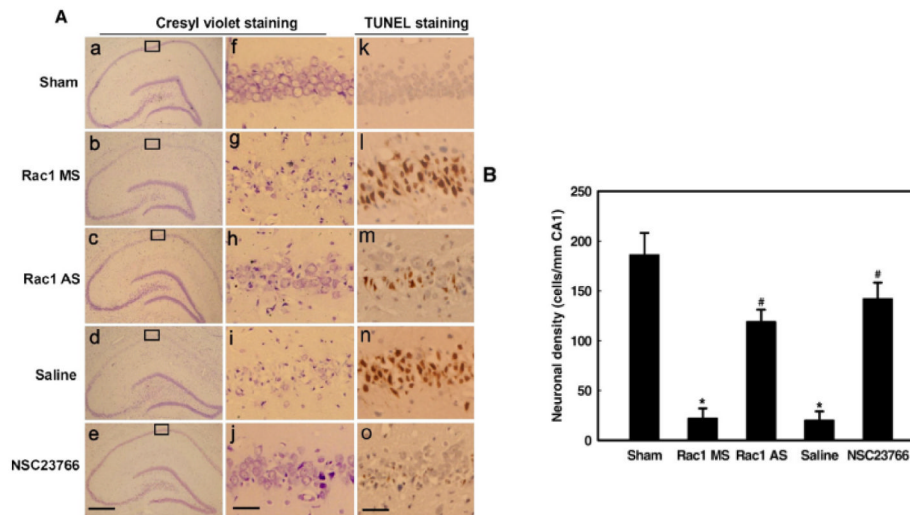 A
Cresyl violet staining
TUNEL staining
Sham
a
f
k
Rac1 MS
b
g
l
Rac1 AS
c
h
m
Saline
d
i
n
NSC23766
e
j
o
B
Neuronal density (cells/mm CA1)
250
200
150
100
50
0
*
#
*
#
Sham Rac1 MS Rac1 AS Saline NSC23766